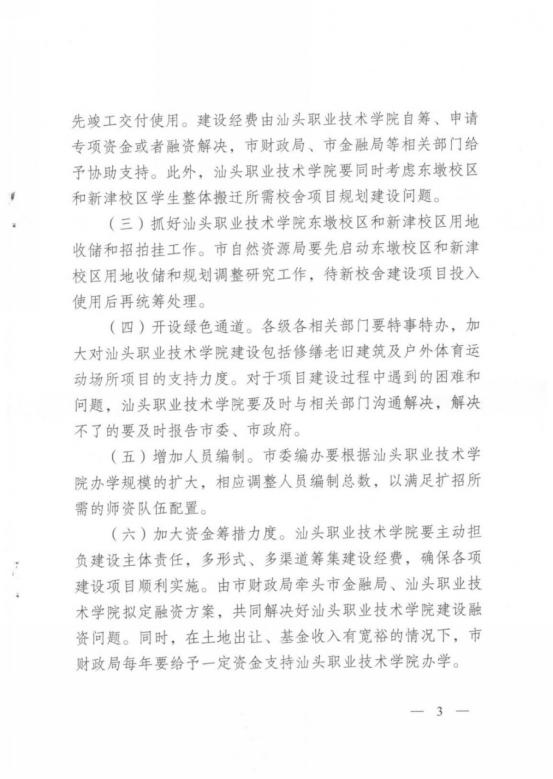 先竣工交付使用。建设经费由汕头职业技术学院自筹、申请
专项资金或者融资解决，市财政局、市金融局等相关部门给
予协助支持。此外，汕头职业技术学院要同时考虑东墩校区
和新津校区学生整体搬迁所需校舍项目规划建设问题。
（三）抓好汕头职业技术学院东墩校区和新津校区用地
收储和招拍挂工作。市自然资源局要先启动东墩校区和新津
校区用地收储和规划调整研究工作，待新校舍建设项目投入
使用后再统筹处理。
（四）开设绿色通道。各级各相关部门要特事特办，加
大对汕头职业技术学院建设包括修缮老旧建筑及户外体育运
动场所项目的支持力度。对于项目建设过程中遇到的困难和
问题，汕头职业技术学院要及时与相关部门沟通解决，解决
不了的要及时报告市委、市政府。
（五）增加人员编制。市委编办要根据汕头职业技术学
院办学规模的扩大，相应调整人员编制总数，以满足扩招所
需的师资队伍配置。
（六）加大资金筹措力度。汕头职业技术学院要主动担
负建设主体责任，多形式、多渠道筹集建设经费，确保各项
建设项目顺利实施。由市财政局牵头市金融局、汕头职业技
术学院拟定融资方案，共同解决好汕头职业技术学院建设融
资问题。同时，在土地出让、基金收入有宽裕的情况下，市
财政局每年要给予一定资金支持汕头职业技术学院办学。
— 3 —